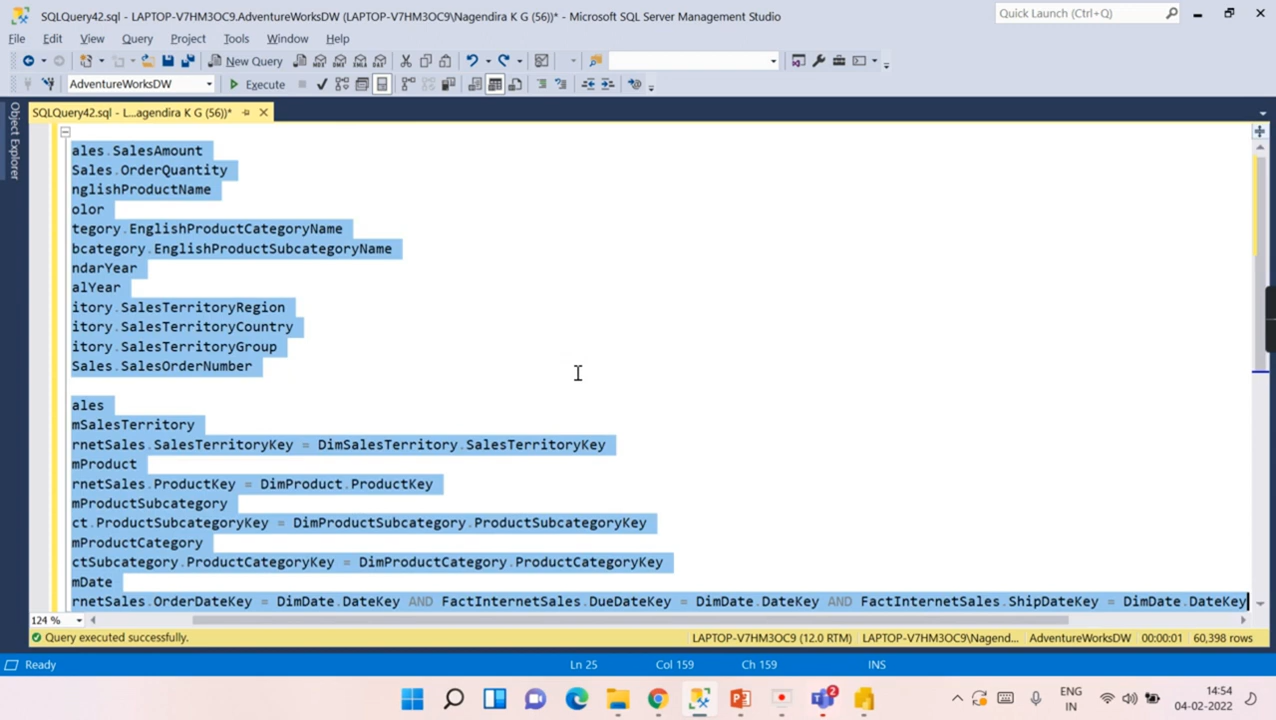 SQLQuery42.sql - LAPTOP-V7HM3OC9.AdventureWorksDW (LAPTOP-V7HM3OC9\Nagendira K G (56))* - Microsoft SQL Server Management Studio
Quick Launch (Ctrl+Q)
File Edit View Query Project Tools Window Help
New Query
AdventureWorksDW Execute
SQLQuery42.sql - L...agendira K G (56))*
Object Explorer
ales.SalesAmount
Sales.OrderQuantity
nglishProductName
olor
tegory.EnglishProductCategoryName
bcategory.EnglishProductSubcategoryName
ndarYear
alYear
itory.SalesTerritoryRegion
itory.SalesTerritoryCountry
itory.SalesTerritoryGroup
Sales.SalesOrderNumber
ales
mSalesTerritory
rnetSales.SalesTerritoryKey = DimSalesTerritory.SalesTerritoryKey
mProduct
rnetSales.ProductKey = DimProduct.ProductKey
mProductSubcategory
ct.ProductSubcategoryKey = DimProductSubcategory.ProductSubcategoryKey
mProductCategory
ctSubcategory.ProductCategoryKey = DimProductCategory.ProductCategoryKey
mDate
rnetSales.OrderDateKey = DimDate.DateKey AND FactInternetSales.DueDateKey = DimDate.DateKey AND FactInternetSales.ShipDateKey = DimDate.DateKey
124 %
Query executed successfully. LAPTOP-V7HM3OC9 (12.0 RTM) LAPTOP-V7HM3OC9\Nagend... AdventureWorksDW 00:00:01 60,398 rows
Ready Ln 25 Col 159 Ch 159 INS
2
ENG
IN
14:54
04-02-2022